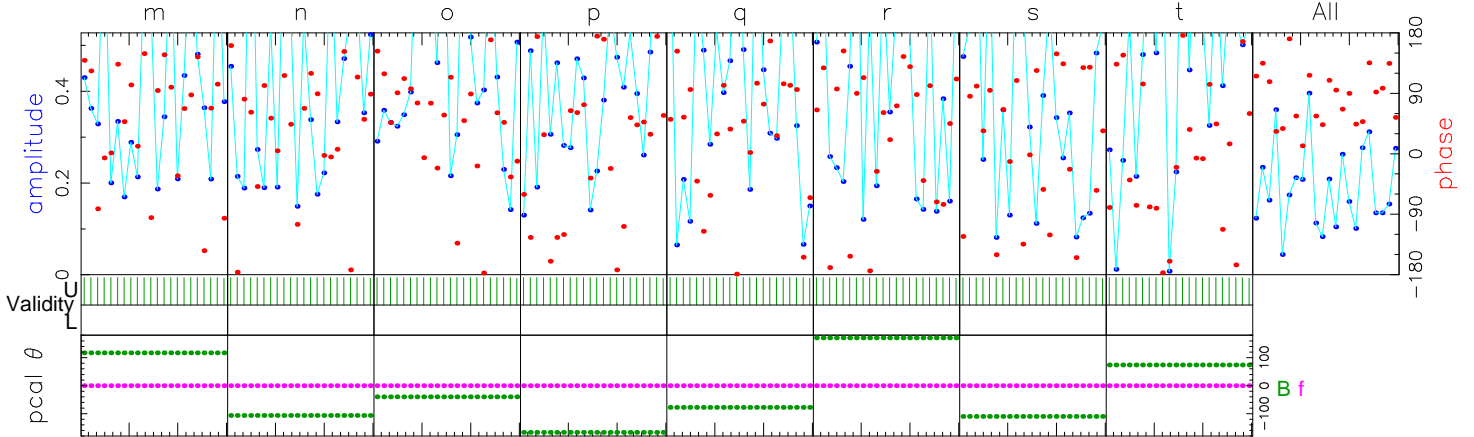 m n o p q r s t All
amplitude
0.4
0.2
0
180
90
0
−90
−180
phase
U
Validity
L
pcal θ
100
0
−100
B f